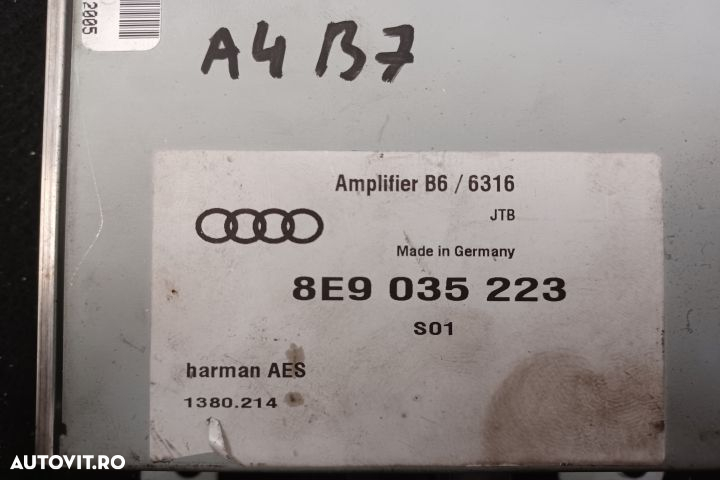 2005
A4 B7
Amplifier B6 / 6316
JTB
Made in Germany
8E9 035 223
S01
harman AES
1380.214
AUTOVIT.RO